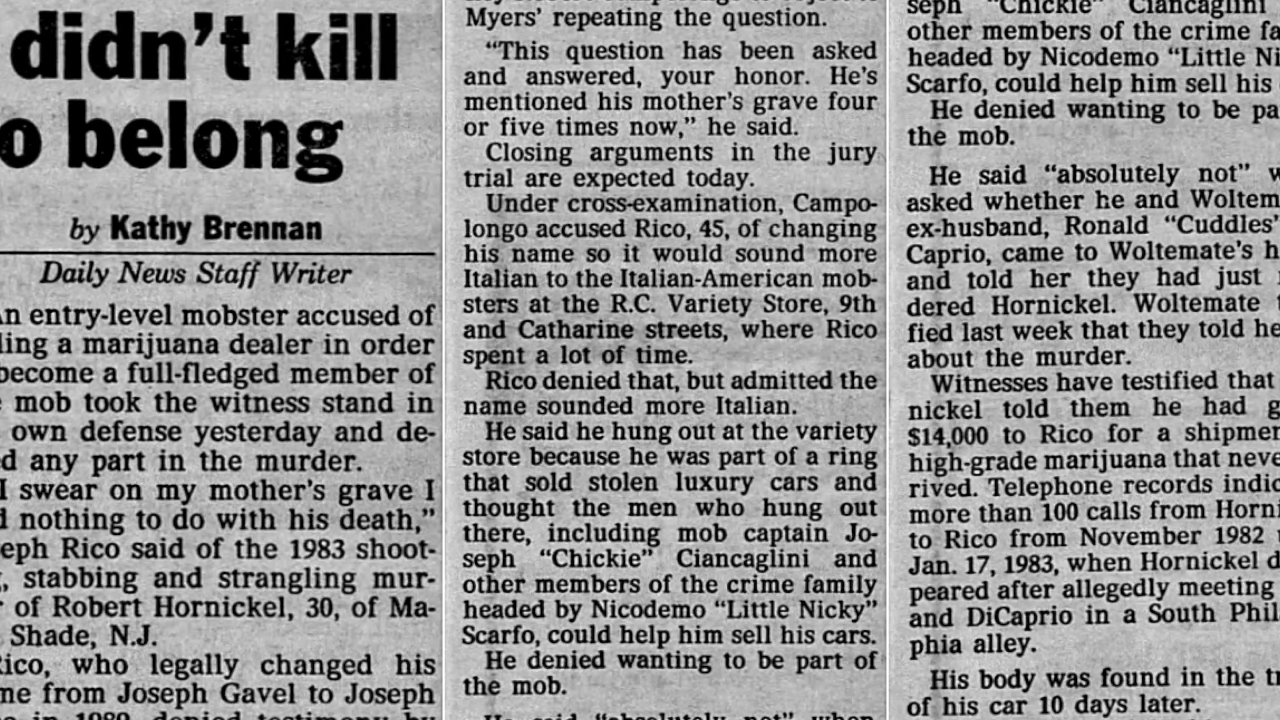 didn't kill
o belong
by Kathy Brennan
Daily News Staff Writer
An entry-level mobster accused of
ling a marijuana dealer in order
become a full-fledged member of
mob took the witness stand in
own defense yesterday and de-
d any part in the murder.
I swear on my mother's grave I
d nothing to do with his death,"
eph Rico said of the 1983 shoot-
, stabbing and strangling mur-
of Robert Hornickel, 30, of Ma-
Shade, N.J.
Rico, who legally changed his
me from Joseph Gavel to Joseph
in 1980, denied testimony by
Myers' repeating the question.
"This question has been asked
and answered, your honor. He's
mentioned his mother's grave four
or five times now," he said.
Closing arguments in the jury
trial are expected today.
Under cross-examination, Campo-
longo accused Rico, 45, of changing
his name so it would sound more
Italian to the Italian-American mob-
sters at the R.C. Variety Store, 9th
and Catharine streets, where Rico
spent a lot of time.
Rico denied that, but admitted the
name sounded more Italian.
He said he hung out at the variety
store because he was part of a ring
that sold stolen luxury cars and
thought the men who hung out
there, including mob captain Jo-
seph "Chickie" Ciancaglini and
other members of the crime family
headed by Nicodemo "Little Nicky"
Scarfo, could help him sell his cars.
He denied wanting to be part of
the mob.
He said "absolutely not" when
seph "Chickie" Ciancaglini
other members of the crime fa
headed by Nicodemo "Little Ni
Scarfo, could help him sell his
He denied wanting to be pa
the mob.
He said "absolutely not" w
asked whether he and Woltem
ex-husband, Ronald "Cuddles"
Caprio, came to Woltemate's h
and told her they had just
dered Hornickel. Woltemate
fied last week that they told he
about the murder.
Witnesses have testified that
nickel told them he had g
$14,000 to Rico for a shipmen
high-grade marijuana that neve
rived. Telephone records indic
more than 100 calls from Horni
to Rico from November 1982
Jan. 17, 1983, when Hornickel d
peared after allegedly meeting
and DiCaprio in a South Phil
phia alley.
His body was found in the tr
of his car 10 days later.